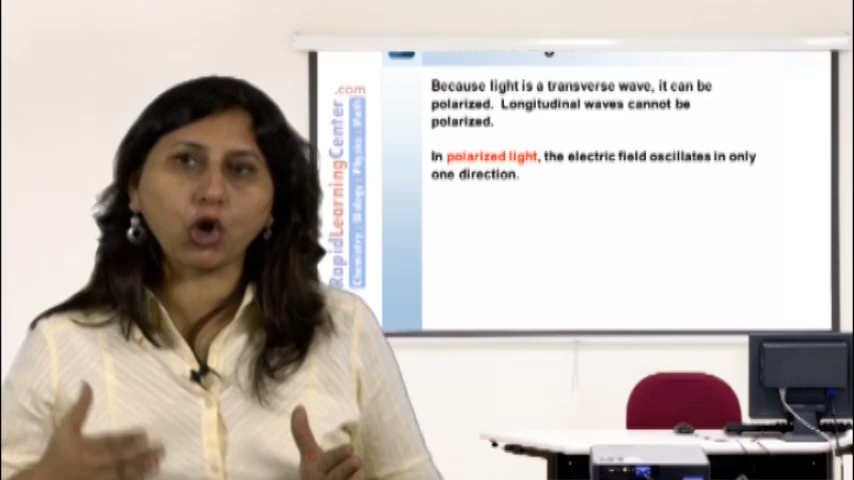 Because light is a transverse wave, it can be
polarized. Longitudinal waves cannot be
polarized.
In polarized light, the electric field oscillates in only
one direction.
RapidLearningCenter.com
Chemistry : Biology : Physics : Math